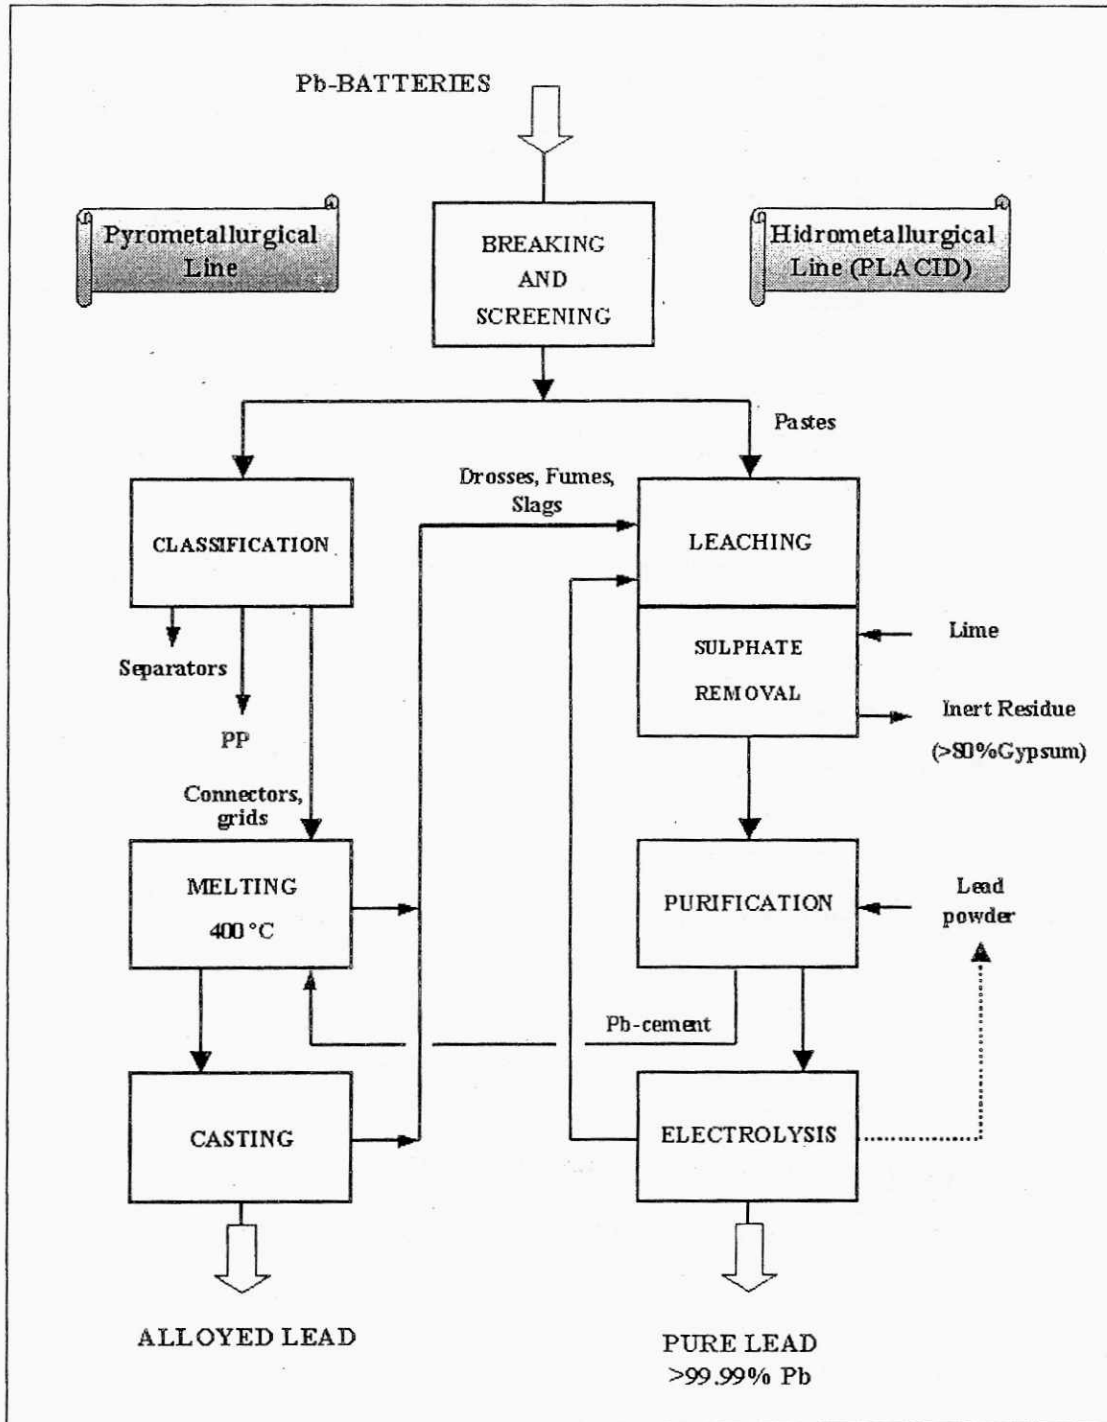 Pb-BATTERIES
Pyrometallurgical
Line
BREAKING
AND
SCREENING
Hidrometallurgical
Line (PLACID)
Pastes
Drosses, Fumes,
Slags
CLASSIFICATION
LEACHING
Separators
PP
SULPHATE
REMOVAL
Lime
Inert Residue
(>80%Gypsum)
Connectors,
grids
MELTING
400 °C
PURIFICATION
Lead
powder
Pb-cement
CASTING
ELECTROLYSIS
ALLOYED LEAD
PURE LEAD
>99.99% Pb